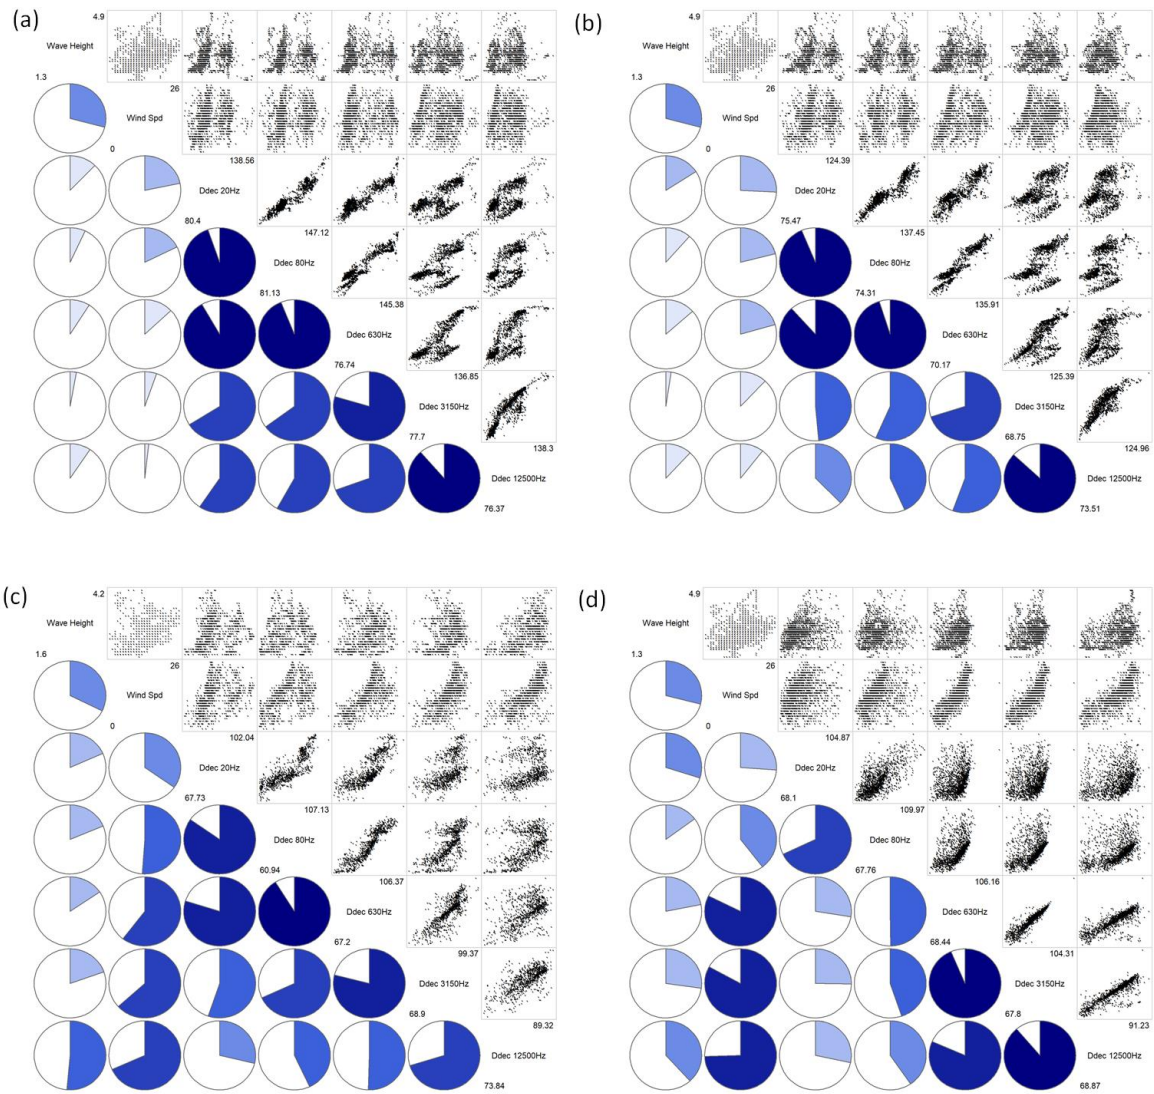 (a)
4.9
Wave Height
1.3
26
Wind Spd
0
138.56
Ddec 20Hz
80.4
147.12
Ddec 80Hz
81.13
145.38
Ddec 630Hz
76.74
136.85
Ddec 3150Hz
77.7
138.3
Ddec 12500Hz
76.37
(b)
4.9
Wave Height
1.3
26
Wind Spd
0
124.39
Ddec 20Hz
75.47
137.45
Ddec 80Hz
74.31
135.91
Ddec 630Hz
70.17
125.39
Ddec 3150Hz
68.75
124.96
Ddec 12500Hz
73.51
(c)
4.2
Wave Height
1.6
26
Wind Spd
0
102.04
Ddec 20Hz
67.73
107.13
Ddec 80Hz
60.94
106.37
Ddec 630Hz
67.2
99.37
Ddec 3150Hz
68.9
89.32
Ddec 12500Hz
73.84
(d)
4.9
Wave Height
1.3
26
Wind Spd
0
104.87
Ddec 20Hz
68.1
109.97
Ddec 80Hz
67.76
106.16
Ddec 630Hz
68.44
104.31
Ddec 3150Hz
67.8
91.23
Ddec 12500Hz
68.87